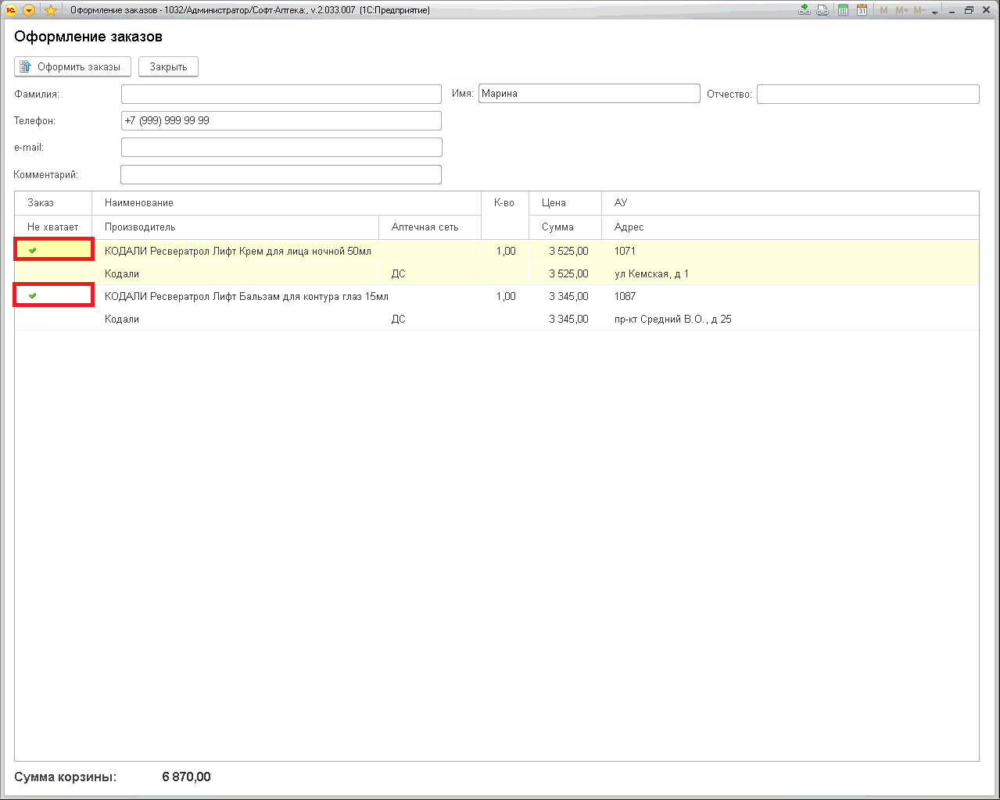 Оформление заказов - 1032/Администратор/Софт-Аптека:, v.2.033.007 (1С:Предприятие)
31 M M+ M-
Оформление заказов
Оформить заказы Закрыть
Фамилия: Имя: Марина Отчество:
Телефон: +7 (999) 999 99 99
e-mail:
Комментарий:
Заказ Наименование К-во Цена АУ
Не хватает Производитель Аптечная сеть Сумма Адрес
КОДАЛИ Ресвератрол Лифт Крем для лица ночной 50мл 1,00 3 525,00 1071
Кодали ДС 3 525,00 ул Кемская, д 1
КОДАЛИ Ресвератрол Лифт Бальзам для контура глаз 15мл 1,00 3 345,00 1087
Кодали ДС 3 345,00 пр-кт Средний В.О., д 25
Сумма корзины: 6 870,00